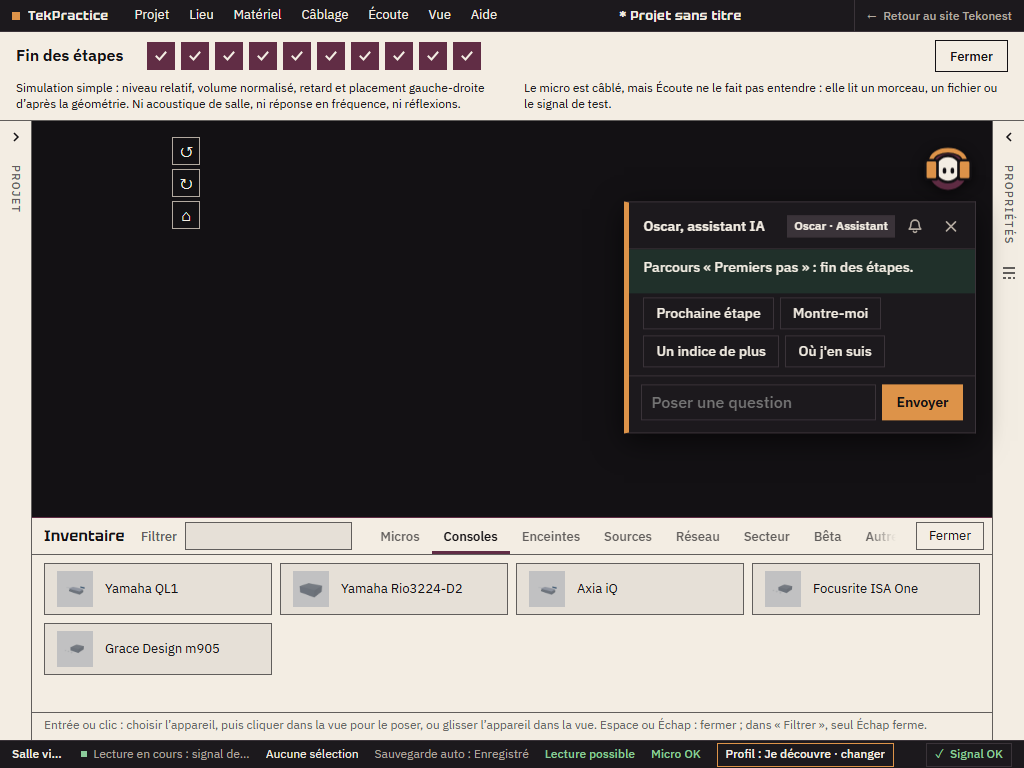 TekPractice Projet Lieu Matériel Câblage Écoute Vue Aide * Projet sans titre ← Retour au site Tekonest
Fin des étapes Fermer
Simulation simple : niveau relatif, volume normalisé, retard et placement gauche-droite
d'après la géométrie. Ni acoustique de salle, ni réponse en fréquence, ni réflexions.
Le micro est câblé, mais Écoute ne le fait pas entendre : elle lit un morceau, un fichier ou
le signal de test.
PROJET
PROPRIÉTÉS
Oscar, assistant IA Oscar · Assistant
Parcours « Premiers pas » : fin des étapes.
Prochaine étape Montre-moi
Un indice de plus Où j'en suis
Poser une question Envoyer
Inventaire Filtrer Micros Consoles Enceintes Sources Réseau Secteur Bêta Autr Fermer
Yamaha QL1 Yamaha Rio3224-D2 Axia iQ Focusrite ISA One
Grace Design m905
Entrée ou clic : choisir l'appareil, puis cliquer dans la vue pour le poser, ou glisser l'appareil dans la vue. Espace ou Échap : fermer ; dans « Filtrer », seul Échap ferme.
Salle vi... Lecture en cours : signal de... Aucune sélection Sauvegarde auto : Enregistré Lecture possible Micro OK Profil : Je découvre · changer ✓ Signal OK